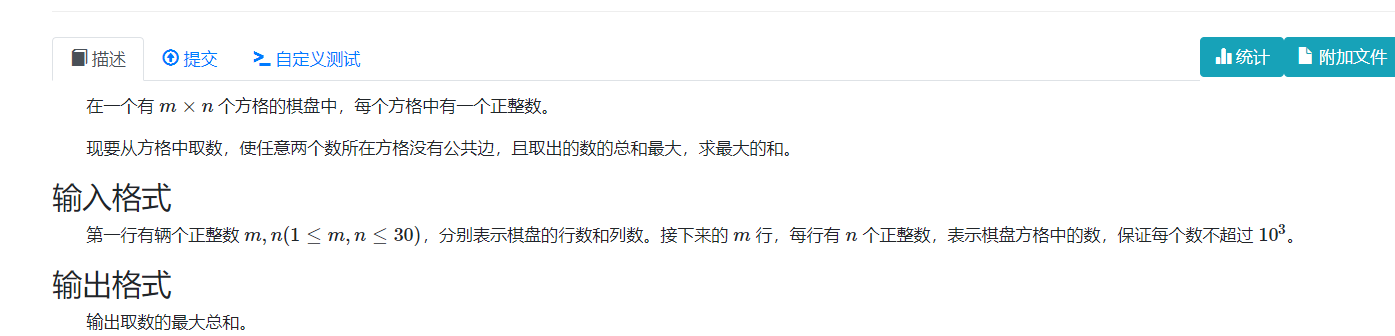 描述 提交 自定义测试 统计 附加文件
在一个有 m × n 个方格的棋盘中，每个方格中有一个正整数。
现要从方格中取数，使任意两个数所在方格没有公共边，且取出的数的总和最大，求最大的和。
输入格式
第一行有辆个正整数 m, n(1 ≤ m, n ≤ 30)，分别表示棋盘的行数和列数。接下来的 m 行，每行有 n 个正整数，表示棋盘方格中的数，保证每个数不超过 10³。
输出格式
输出取数的最大总和。